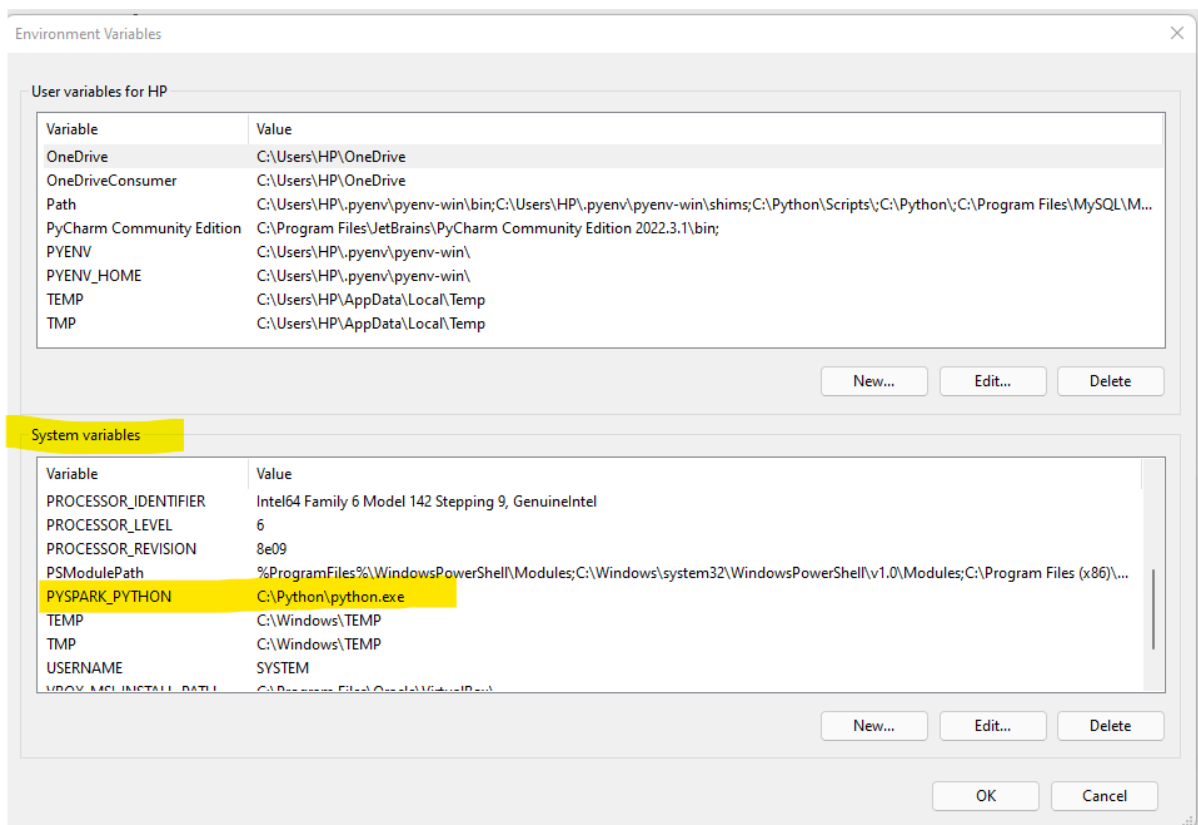 Environment Variables
User variables for HP
Variable Value
OneDrive C:\Users\HP\OneDrive
OneDriveConsumer C:\Users\HP\OneDrive
Path C:\Users\HP\.pyenv\pyenv-win\bin;C:\Users\HP\.pyenv\pyenv-win\shims;C:\Python\Scripts\;C:\Python\;C:\Program Files\MySQL\M...
PyCharm Community Edition C:\Program Files\JetBrains\PyCharm Community Edition 2022.3.1\bin;
PYENV C:\Users\HP\.pyenv\pyenv-win\
PYENV_HOME C:\Users\HP\.pyenv\pyenv-win\
TEMP C:\Users\HP\AppData\Local\Temp
TMP C:\Users\HP\AppData\Local\Temp
New... Edit... Delete
System variables
Variable Value
PROCESSOR_IDENTIFIER Intel64 Family 6 Model 142 Stepping 9, GenuineIntel
PROCESSOR_LEVEL 6
PROCESSOR_REVISION 8e09
PSModulePath %ProgramFiles%\WindowsPowerShell\Modules;C:\Windows\system32\WindowsPowerShell\v1.0\Modules;C:\Program Files (x86)\...
PYSPARK_PYTHON C:\Python\python.exe
TEMP C:\Windows\TEMP
TMP C:\Windows\TEMP
USERNAME SYSTEM
VBOX_MSI_INSTALL_PATH C:\Program Files\Oracle\VirtualBox\
New... Edit... Delete
OK Cancel